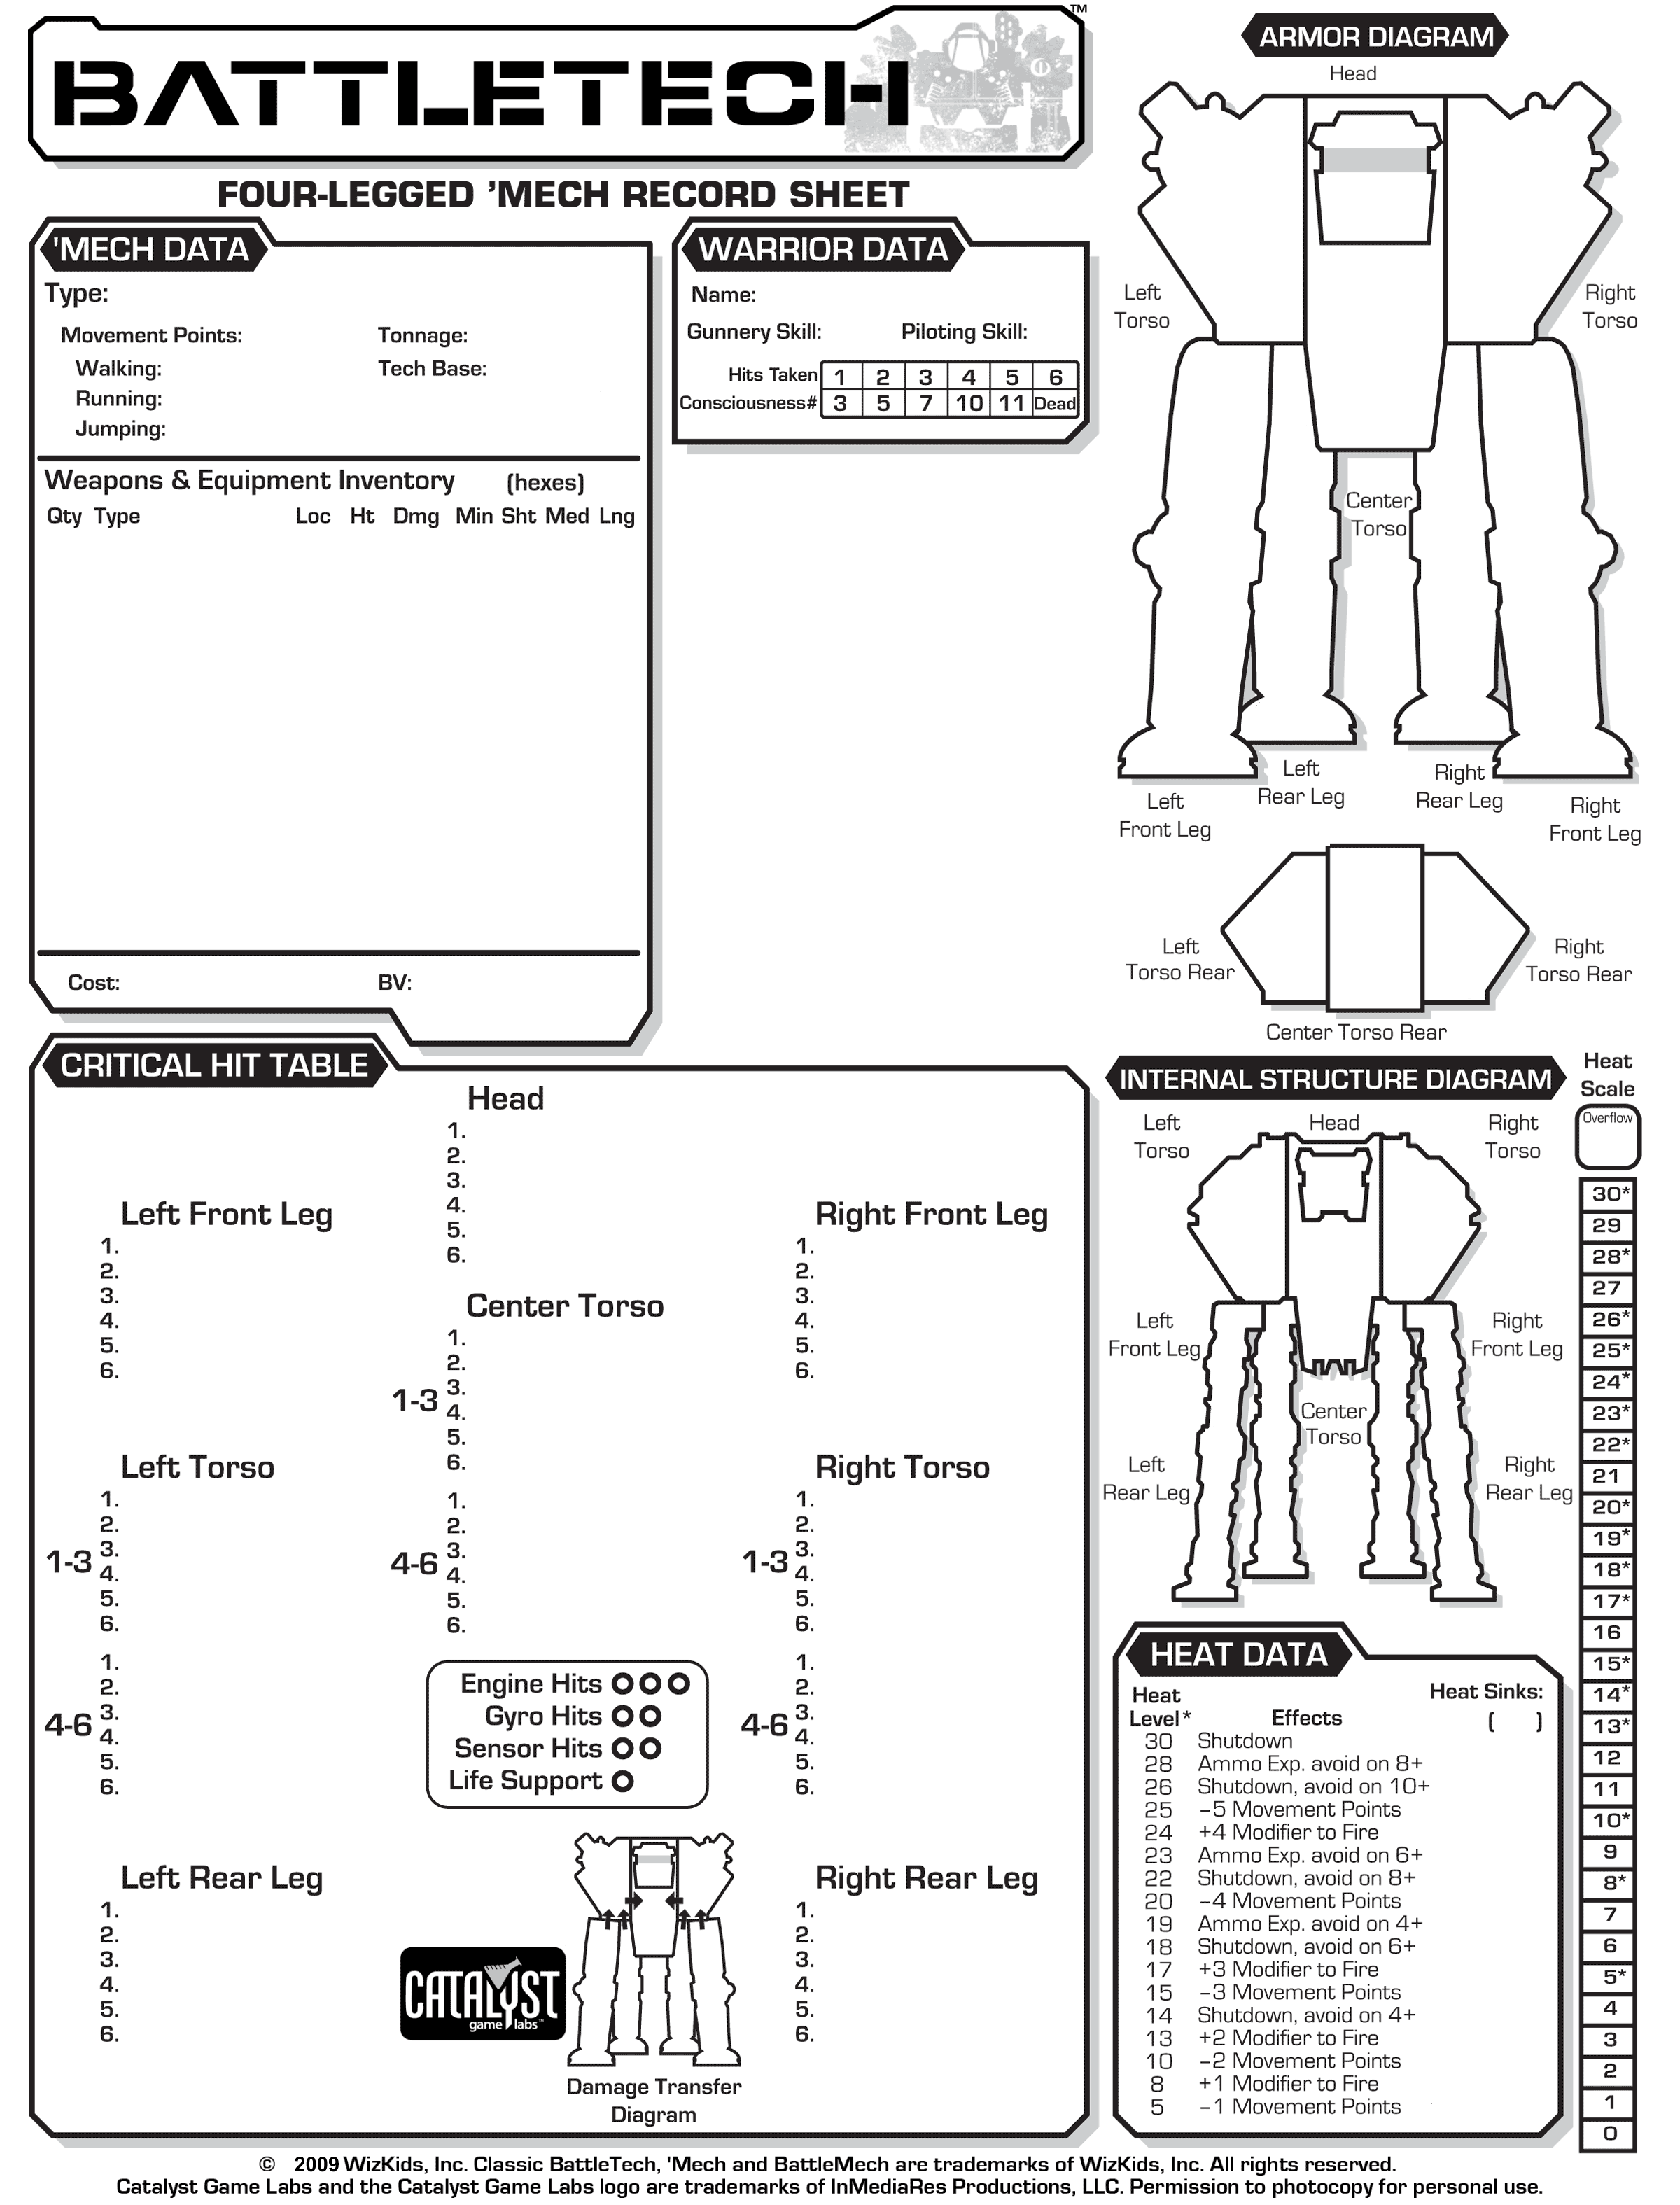 BATTLETECH
™
FOUR-LEGGED 'MECH RECORD SHEET
'MECH DATA
Type:
Movement Points: Tonnage:
Walking: Tech Base:
Running:
Jumping:
Weapons & Equipment Inventory (hexes)
Qty Type Loc Ht Dmg Min Sht Med Lng
Cost: BV:
WARRIOR DATA
Name:
Gunnery Skill: Piloting Skill:
Hits Taken 1 2 3 4 5 6
Consciousness# 3 5 7 10 11 Dead
ARMOR DIAGRAM
Head
Left
Torso
Right
Torso
Center
Torso
Left
Rear Leg
Right
Rear Leg
Left
Front Leg
Right
Front Leg
Left
Torso Rear
Right
Torso Rear
Center Torso Rear
CRITICAL HIT TABLE
Head
1.
2.
3.
4.
5.
6.
Left Front Leg
1.
2.
3.
4.
5.
6.
Right Front Leg
1.
2.
3.
4.
5.
6.
Center Torso
1-3
1.
2.
3.
4.
5.
6.
4-6
1.
2.
3.
4.
5.
6.
Left Torso
1-3
1.
2.
3.
4.
5.
6.
4-6
1.
2.
3.
4.
5.
6.
Right Torso
1-3
1.
2.
3.
4.
5.
6.
4-6
1.
2.
3.
4.
5.
6.
Engine Hits
Gyro Hits
Sensor Hits
Life Support
Left Rear Leg
1.
2.
3.
4.
5.
6.
Right Rear Leg
1.
2.
3.
4.
5.
6.
CATALYST
game labs™
Damage Transfer
Diagram
INTERNAL STRUCTURE DIAGRAM
Left
Torso
Head
Right
Torso
Left
Front Leg
Right
Front Leg
Center
Torso
Left
Rear Leg
Right
Rear Leg
Heat
Scale
Overflow
30*
29
28*
27
26*
25*
24*
23*
22*
21
20*
19*
18*
17*
16
15*
14*
13*
12
11
10*
9
8*
7
6
5*
4
3
2
1
0
HEAT DATA
Heat Heat Sinks:
Level* Effects ( )
30 Shutdown
28 Ammo Exp. avoid on 8+
26 Shutdown, avoid on 10+
25 –5 Movement Points
24 +4 Modifier to Fire
23 Ammo Exp. avoid on 6+
22 Shutdown, avoid on 8+
20 –4 Movement Points
19 Ammo Exp. avoid on 4+
18 Shutdown, avoid on 6+
17 +3 Modifier to Fire
15 –3 Movement Points
14 Shutdown, avoid on 4+
13 +2 Modifier to Fire
10 –2 Movement Points
8 +1 Modifier to Fire
5 –1 Movement Points
© 2009 WizKids, Inc. Classic BattleTech, 'Mech and BattleMech are trademarks of WizKids, Inc. All rights reserved.
Catalyst Game Labs and the Catalyst Game Labs logo are trademarks of InMediaRes Productions, LLC. Permission to photocopy for personal use.